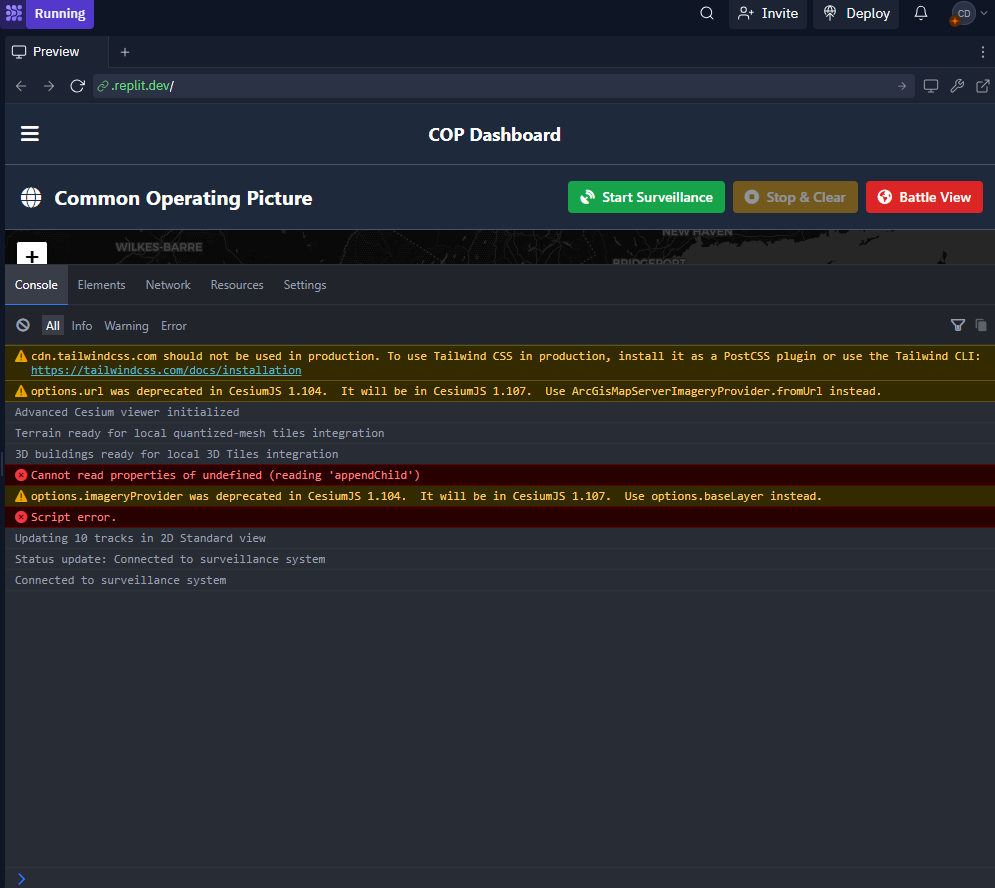 Running
Invite
Deploy
CD
Preview
.replit.dev/
COP Dashboard
Common Operating Picture
Start Surveillance
Stop & Clear
Battle View
+
WILKES-BARRE
NEW HAVEN
BRIDGEPORT
Console Elements Network Resources Settings
All Info Warning Error
cdn.tailwindcss.com should not be used in production. To use Tailwind CSS in production, install it as a PostCSS plugin or use the Tailwind CLI:
https://tailwindcss.com/docs/installation
options.url was deprecated in CesiumJS 1.104.  It will be in CesiumJS 1.107.  Use ArcGisMapServerImageryProvider.fromUrl instead.
Advanced Cesium viewer initialized
Terrain ready for local quantized-mesh tiles integration
3D buildings ready for local 3D Tiles integration
Cannot read properties of undefined (reading 'appendChild')
options.imageryProvider was deprecated in CesiumJS 1.104.  It will be in CesiumJS 1.107.  Use options.baseLayer instead.
Script error.
Updating 10 tracks in 2D Standard view
Status update: Connected to surveillance system
Connected to surveillance system